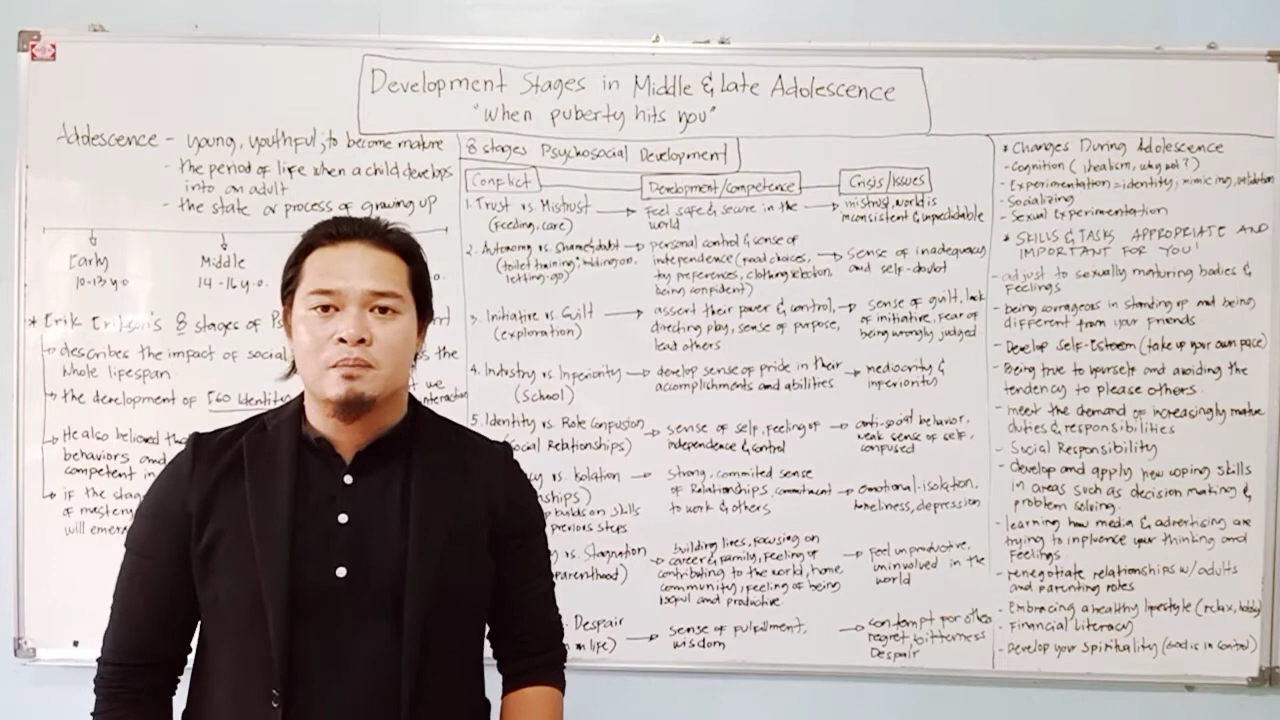 Development Stages in Middle & Late Adolescence
"When puberty hits you"
Adolescence - young, youthful, to become mature
- the period of life when a child develops
into an adult
- the state or process of growing up
Early
Middle
10-13 y.o
14-16 y.o.
o.
* Erik Erikson's 8 stages of
describes the impact of social
the
whole lifespan
the development of EGO Identity
we
interaction
He also believed
behaviors and
competent in
if the
of mastery
will
8 stages Psychosocial Development
Conflict
Development/competence
Crisis/Issues
1. Trust vs. Mistrust
(Feeding, care)
Feel safe & secure in the
world
mistrust, world is
inconsistent & unpredictable
2. Autonomy vs. Shame & doubt
(toilet training, holding on,
letting-go)
personal control & sense of
independence (food choices,
toy preferences, clothing selection,
being confident)
Sense of inadequacy
and self-doubt
3. Initiative vs. Guilt
(exploration)
assert their power & control,
directing play, sense of purpose,
lead others
sense of guilt, lack
of initiative, fear of
being wrongly judged
4. Industry vs Inferiority
(School)
develop sense of pride in their
accomplishments and abilities
mediocrity &
inferiority
5. Identity vs. Role Confusion
Social Relationships)
sense of self, feeling of
independence & control
anti-social behavior,
weak sense of self,
confused
vs. Isolation
builds on skills
previous steps
Strong, commited sense
of Relationships, commitment
to work & others
emotional-isolation,
loneliness, depression
vs. Stagnation
parenthood)
building lives, focusing on
career & family, feeling of
contributing to the world, home
community, feeling of being
useful and productive
Feel unproductive,
uninvolved in the
world
Despair
life)
sense of fulfillment,
wisdom
contempt for others
regret, bitterness
Despair
* Changes During Adolescence
- Cognition (idealism, why not?)
- Experimentation = identity, mimicing, validation
- Socializing
- Sexual Experimentation
* SKILLS & TASKS APPROPRIATE AND
IMPORTANT FOR YOU!
- adjust to sexually maturing bodies &
feelings
- being courageous in standing up and being
different from your friends
- Develop Self-Esteem (take up your own pace)
- Being true to yourself and avoiding the
tendency to please others.
- meet the demand of increasingly mature
duties & responsibilities
- Social Responsibility
- develop and apply new coping skills
in areas such as decision making &
problem solving.
- learning how media & advertising are
trying to influence your thinking and
Feelings
- renegotiate relationships w/ adults
and parenting roles
- Embracing a healthy lifestyle (relax, hobby)
- Financial Literacy
- Develop your Spirituality (God is in Control)